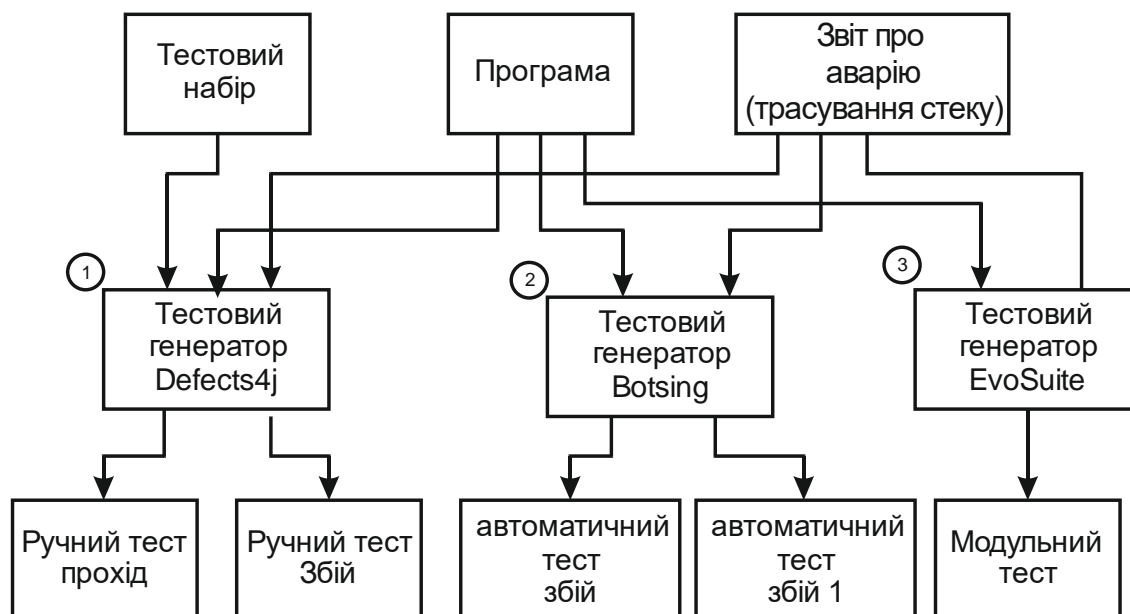 Тестовий
набір
Програма
Звіт про
аварію
(трасування стеку)
1
Тестовий
генератор
Defects4j
2
Тестовий
генератор
Botsing
3
Тестовий
генератор
EvoSuite
Ручний тест
прохід
Ручний тест
Збій
автоматичний
тест
збій
автоматичний
тест
збій 1
Модульний
тест